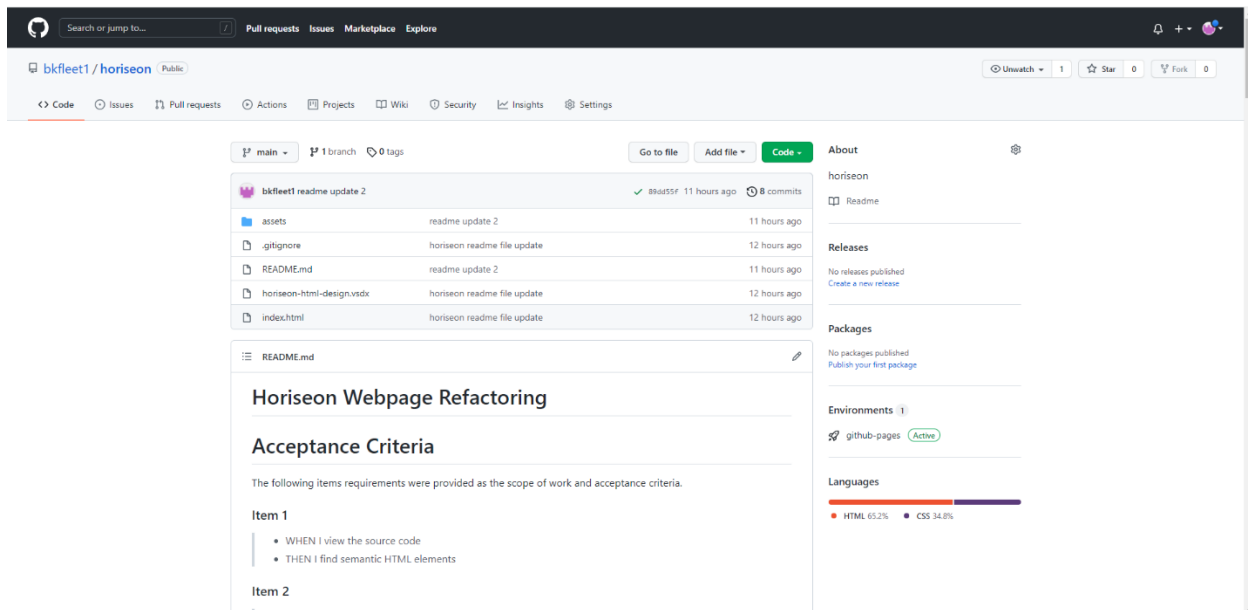 Search or jump to... / Pull requests Issues Marketplace Explore
bkfleet1 / horiseon Public Unwatch 1 Star 0 Fork 0
<> Code Issues Pull requests Actions Projects Wiki Security Insights Settings
main 1 branch 0 tags Go to file Add file Code
bkfleet1 readme update 2 89dd55f 11 hours ago 8 commits
assets readme update 2 11 hours ago
.gitignore horiseon readme file update 12 hours ago
README.md readme update 2 11 hours ago
horiseon-html-design.vsdx horiseon readme file update 12 hours ago
index.html horiseon readme file update 12 hours ago
README.md
Horiseon Webpage Refactoring
Acceptance Criteria
The following items requirements were provided as the scope of work and acceptance criteria.
Item 1
• WHEN I view the source code
• THEN I find semantic HTML elements
Item 2
About
horiseon
Readme
Releases
No releases published
Create a new release
Packages
No packages published
Publish your first package
Environments 1
github-pages Active
Languages
HTML 65.2% CSS 34.8%